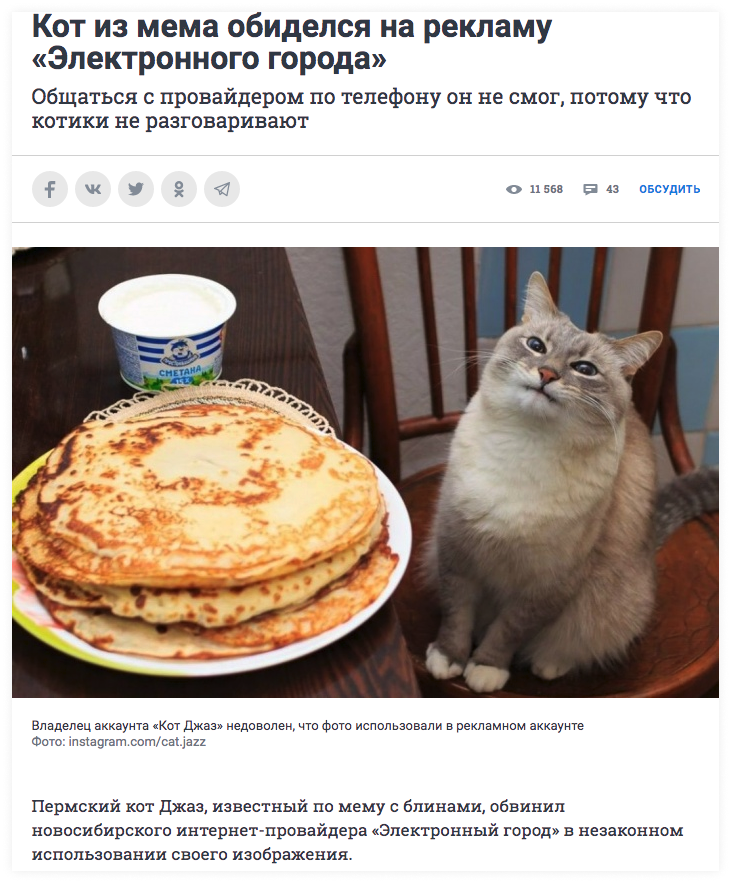 Кот из мема обиделся на рекламу
«Электронного города»
Общаться с провайдером по телефону он не смог, потому что
котики не разговаривают
11 568
43
ОБСУДИТЬ
СМЕТАНА
Владелец аккаунта «Кот Джаз» недоволен, что фото использовали в рекламном аккаунте
Фото: instagram.com/cat.jazz
Пермский кот Джаз, известный по мему с блинами, обвинил
новосибирского интернет-провайдера «Электронный город» в незаконном
использовании своего изображения.